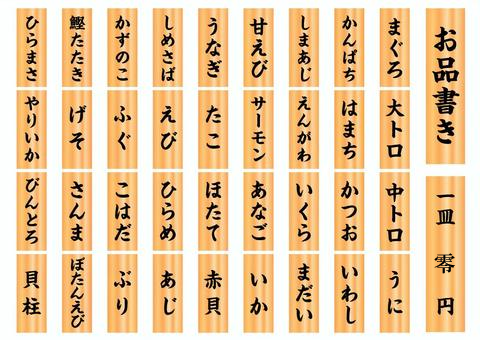 お品書き
一皿 零 円
まぐろ
大トロ
中トロ
うに
かんぱち
はまち
かつお
いわし
しまあじ
えんがわ
いくら
まだい
甘えび
サーモン
あなご
いか
うなぎ
たこ
ほたて
赤貝
しめさば
えび
ひらめ
あじ
かずのこ
ふぐ
こはだ
ぶり
鰹たたき
げそ
さんま
ぼたんえび
ひらまさ
やりいか
びんとろ
貝柱